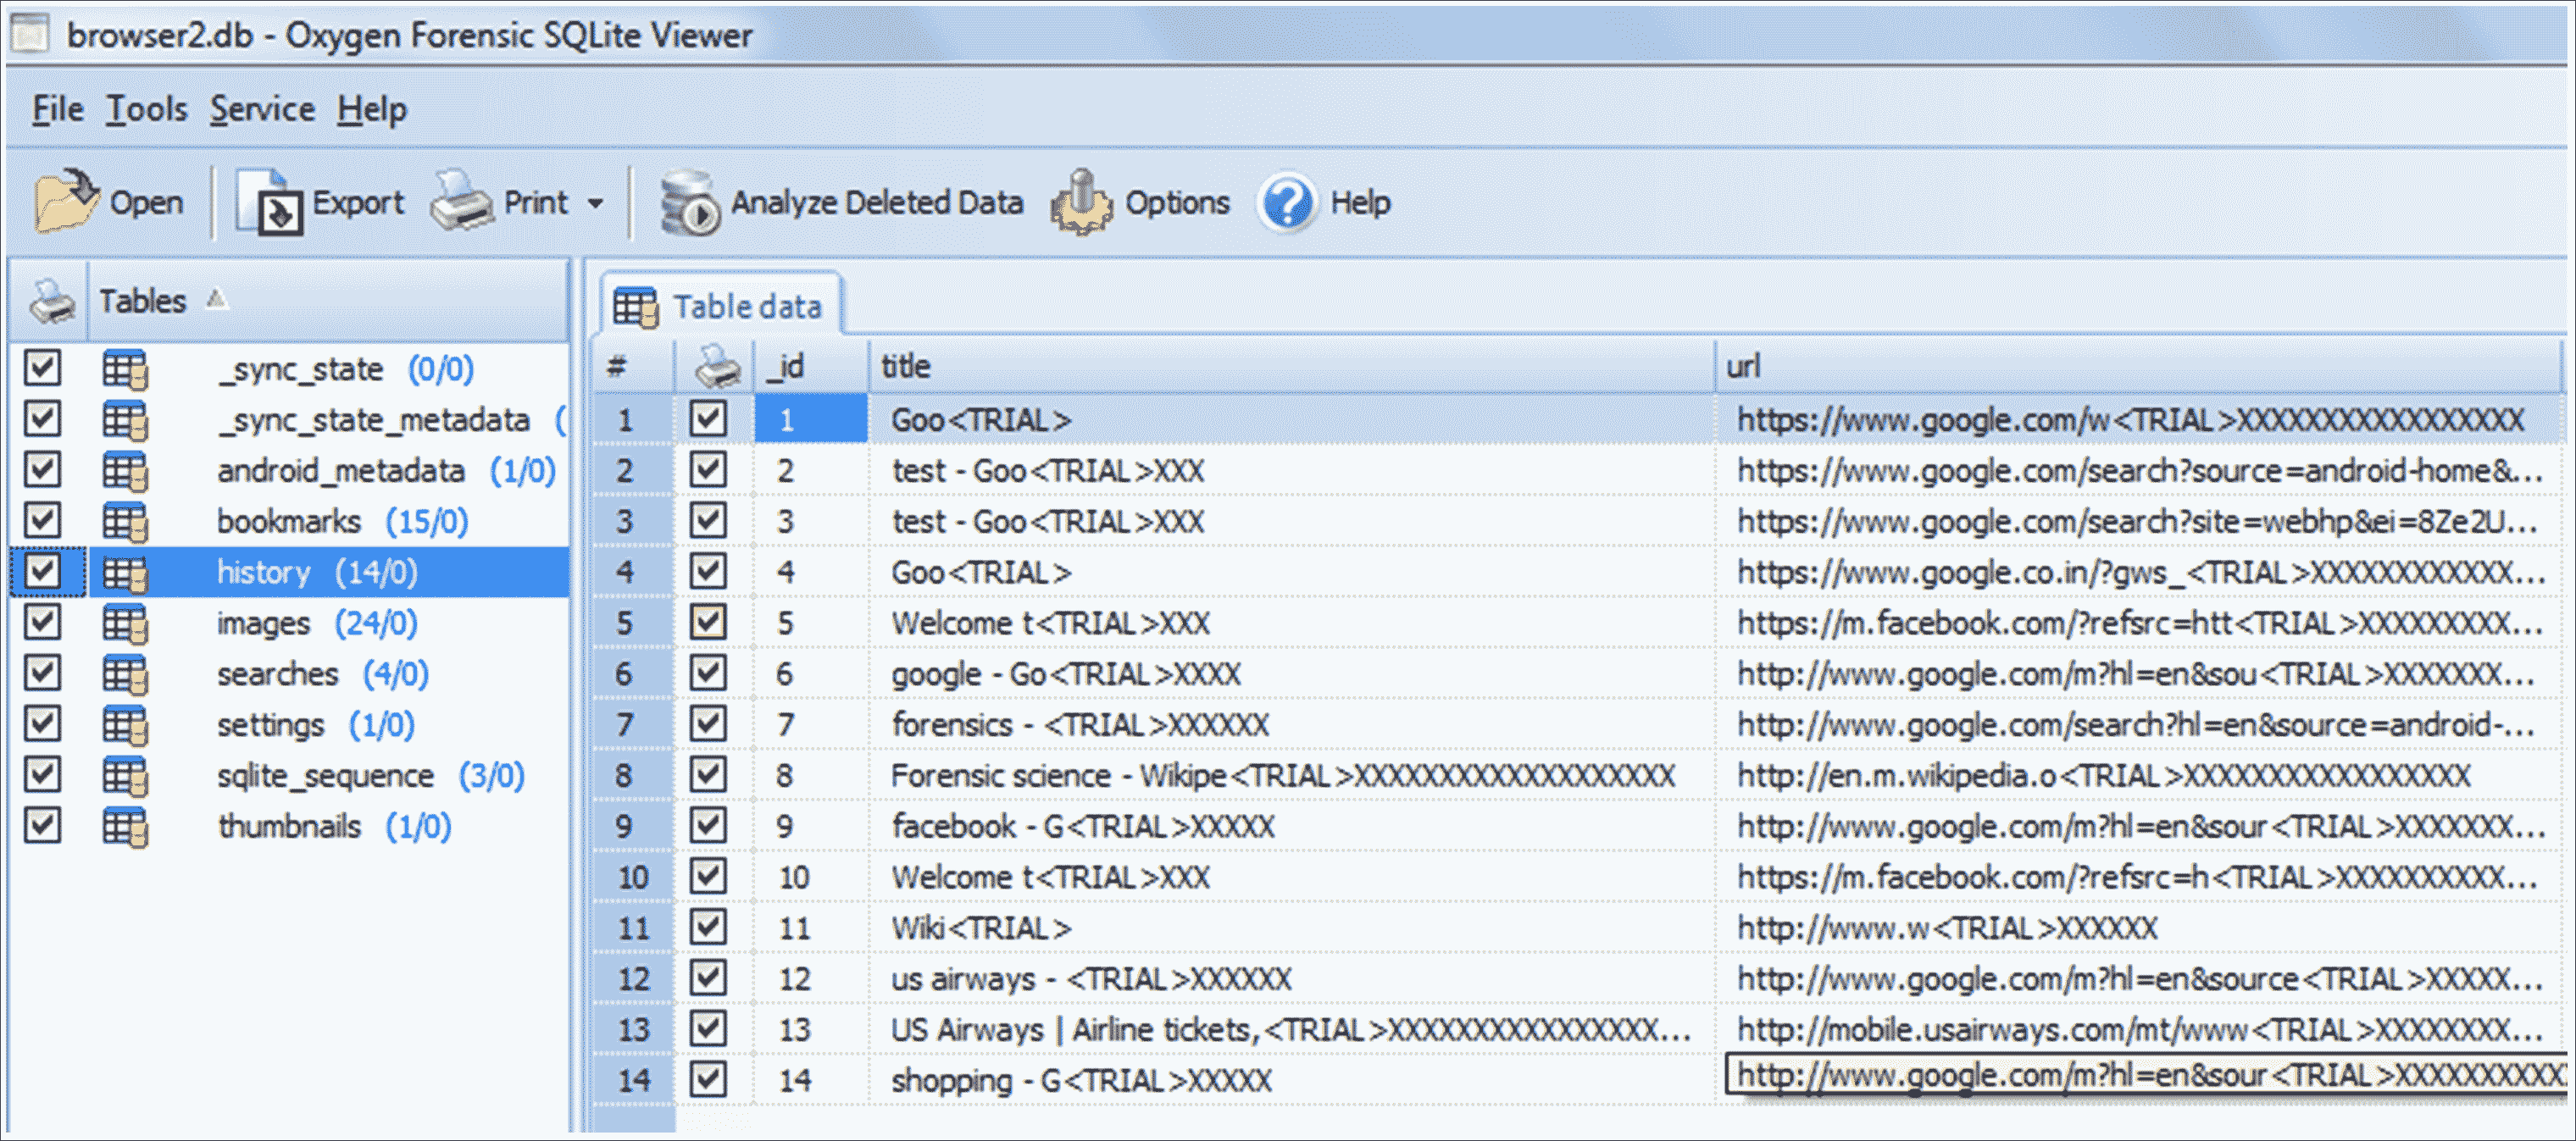 browser2.db - Oxygen Forensic SQLite Viewer
File Tools Service Help
Open Export Print Analyze Deleted Data Options Help
Tables
_sync_state (0/0)
_sync_state_metadata (
android_metadata (1/0)
bookmarks (15/0)
history (14/0)
images (24/0)
searches (4/0)
settings (1/0)
sqlite_sequence (3/0)
thumbnails (1/0)
Table data
# _id title url
1 1 Goo<TRIAL> https://www.google.com/w<TRIAL>XXXXXXXXXXXXXXXXX
2 2 test - Goo<TRIAL>XXX https://www.google.com/search?source=android-home&...
3 3 test - Goo<TRIAL>XXX https://www.google.com/search?site=webhp&ei=8Ze2U...
4 4 Goo<TRIAL> https://www.google.co.in/?gws_<TRIAL>XXXXXXXXXXXX...
5 5 Welcome t<TRIAL>XXX https://m.facebook.com/?refsrc=htt<TRIAL>XXXXXXXXX...
6 6 google - Go<TRIAL>XXXX http://www.google.com/m?hl=en&sou<TRIAL>XXXXXXX...
7 7 forensics - <TRIAL>XXXXXX http://www.google.com/search?hl=en&source=android-...
8 8 Forensic science - Wikipe<TRIAL>XXXXXXXXXXXXXXXXXXX http://en.m.wikipedia.o<TRIAL>XXXXXXXXXXXXXXXXX
9 9 facebook - G<TRIAL>XXXXX http://www.google.com/m?hl=en&sour<TRIAL>XXXXXXX...
10 10 Welcome t<TRIAL>XXX https://m.facebook.com/?refsrc=h<TRIAL>XXXXXXXXXX...
11 11 Wiki<TRIAL> http://www.w<TRIAL>XXXXXX
12 12 us airways - <TRIAL>XXXXXX http://www.google.com/m?hl=en&source<TRIAL>XXXXX...
13 13 US Airways | Airline tickets,<TRIAL>XXXXXXXXXXXXXXXX... http://mobile.usairways.com/mt/www<TRIAL>XXXXXXXX...
14 14 shopping - G<TRIAL>XXXXX http://www.google.com/m?hl=en&sour<TRIAL>XXXXXXXXXX